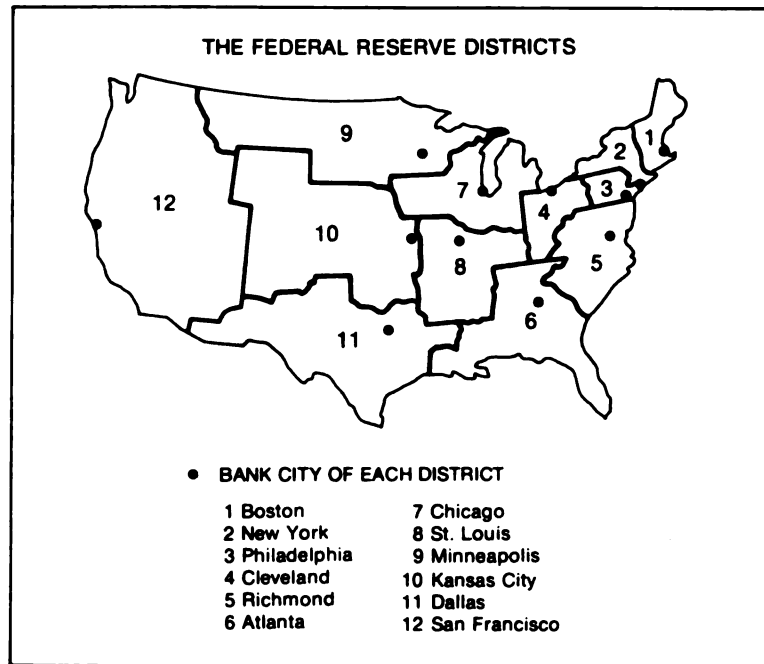 THE FEDERAL RESERVE DISTRICTS
9
1
2
7
3
12
4
10
5
8
6
11
● BANK CITY OF EACH DISTRICT
1 Boston
2 New York
3 Philadelphia
4 Cleveland
5 Richmond
6 Atlanta
7 Chicago
8 St. Louis
9 Minneapolis
10 Kansas City
11 Dallas
12 San Francisco